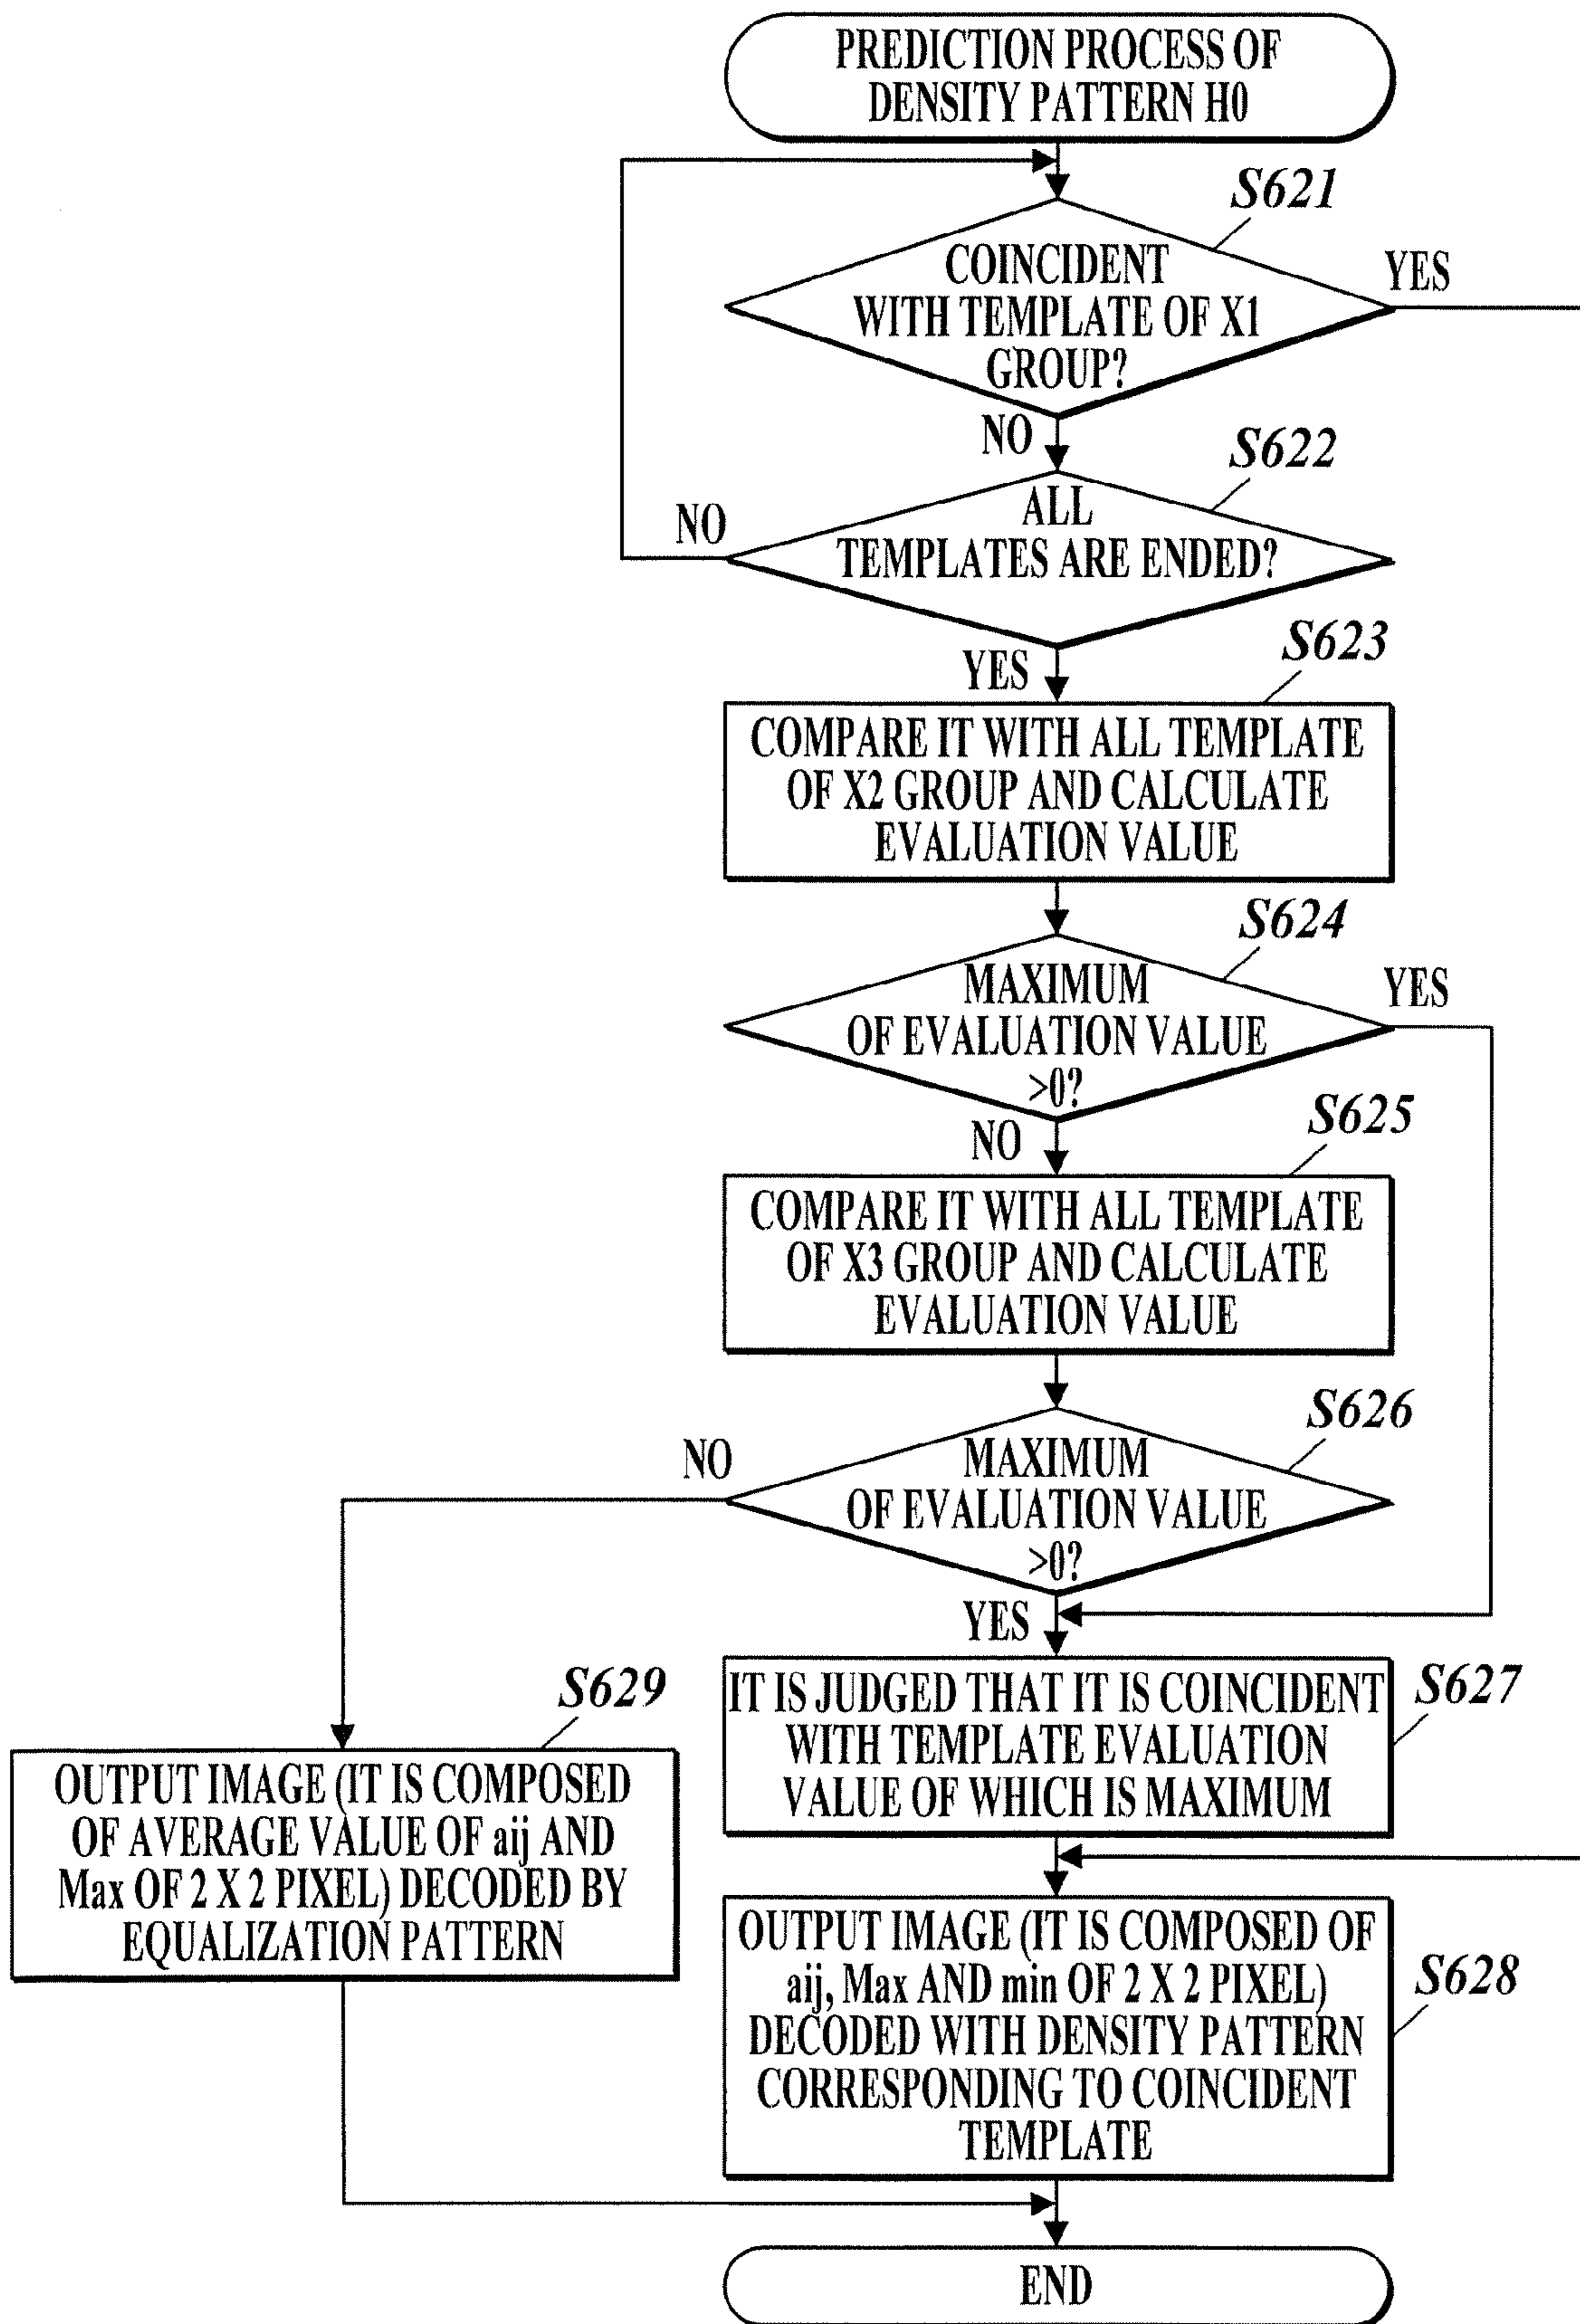 PREDICTION PROCESS OF
DENSITY PATTERN H0
S621
COINCIDENT
WITH TEMPLATE OF X1
GROUP?
YES
NO
S622
ALL
TEMPLATES ARE ENDED?
NO
YES
S623
COMPARE IT WITH ALL TEMPLATE
OF X2 GROUP AND CALCULATE
EVALUATION VALUE
S624
MAXIMUM
OF EVALUATION VALUE
>0?
YES
NO
S625
COMPARE IT WITH ALL TEMPLATE
OF X3 GROUP AND CALCULATE
EVALUATION VALUE
S626
MAXIMUM
OF EVALUATION VALUE
>0?
NO
YES
S627
IT IS JUDGED THAT IT IS COINCIDENT
WITH TEMPLATE EVALUATION
VALUE OF WHICH IS MAXIMUM
S629
OUTPUT IMAGE (IT IS COMPOSED
OF AVERAGE VALUE OF aij AND
Max OF 2 X 2 PIXEL) DECODED BY
EQUALIZATION PATTERN
OUTPUT IMAGE (IT IS COMPOSED OF
aij, Max AND min OF 2 X 2 PIXEL)
DECODED WITH DENSITY PATTERN
CORRESPONDING TO COINCIDENT
TEMPLATE
S628
END